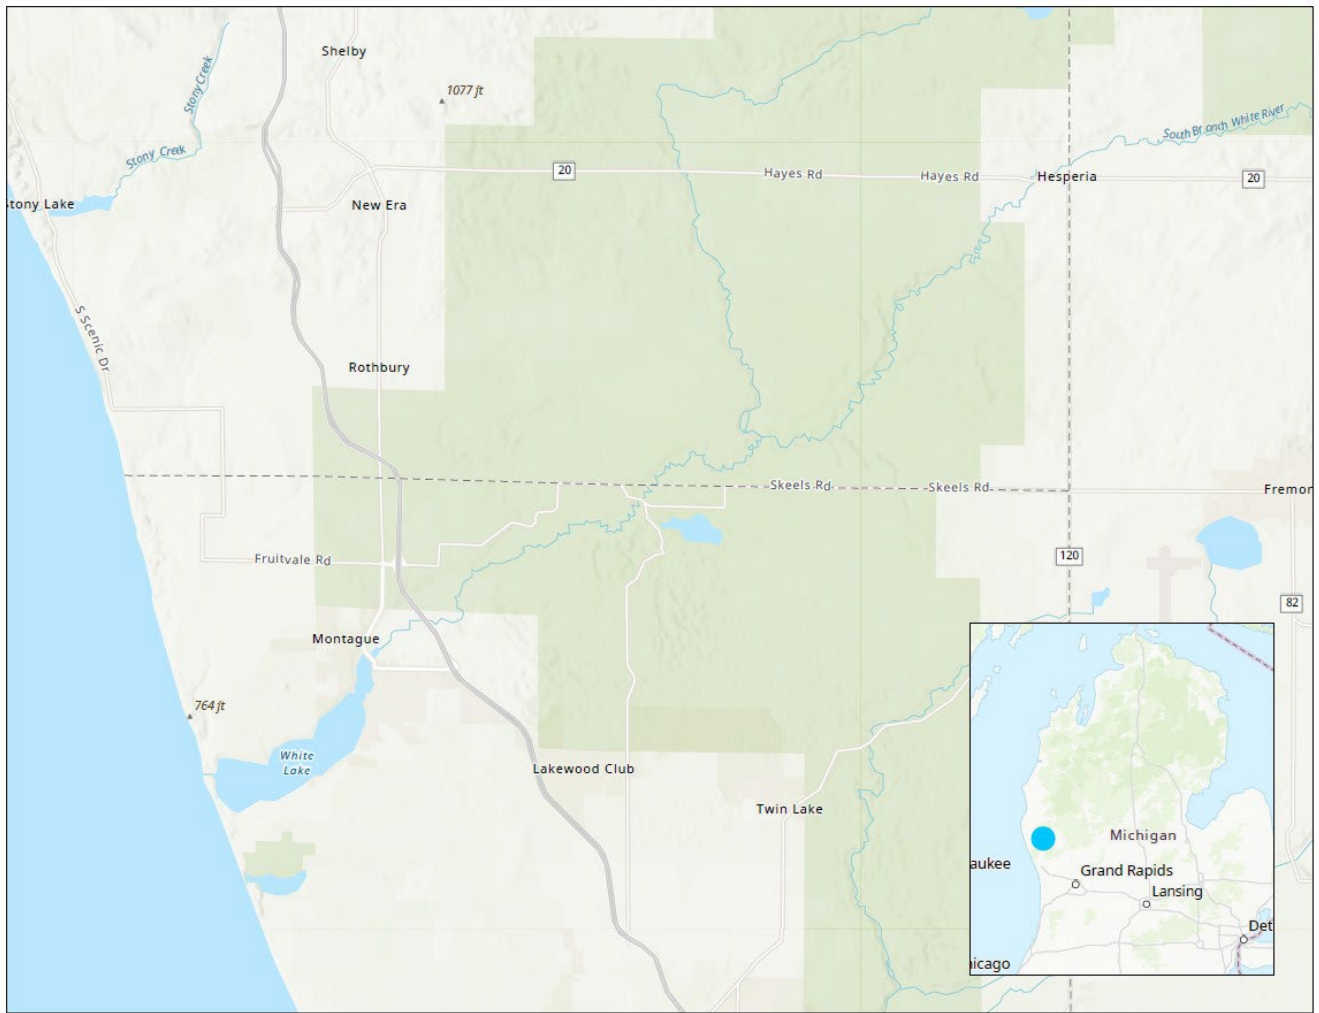 Shelby
Stony Creek
1077 ft
South Branch White River
Stony Creek
20
Hayes Rd
Hayes Rd
Hesperia
20
Stony Lake
New Era
S Scenic Dr
Rothbury
Skeels Rd
Skeels Rd
Fremon
Fruitvale Rd
120
82
Montague
764 ft
White
Lake
Lakewood Club
Twin Lake
Michigan
aukee
Grand Rapids
Lansing
Det
hicago